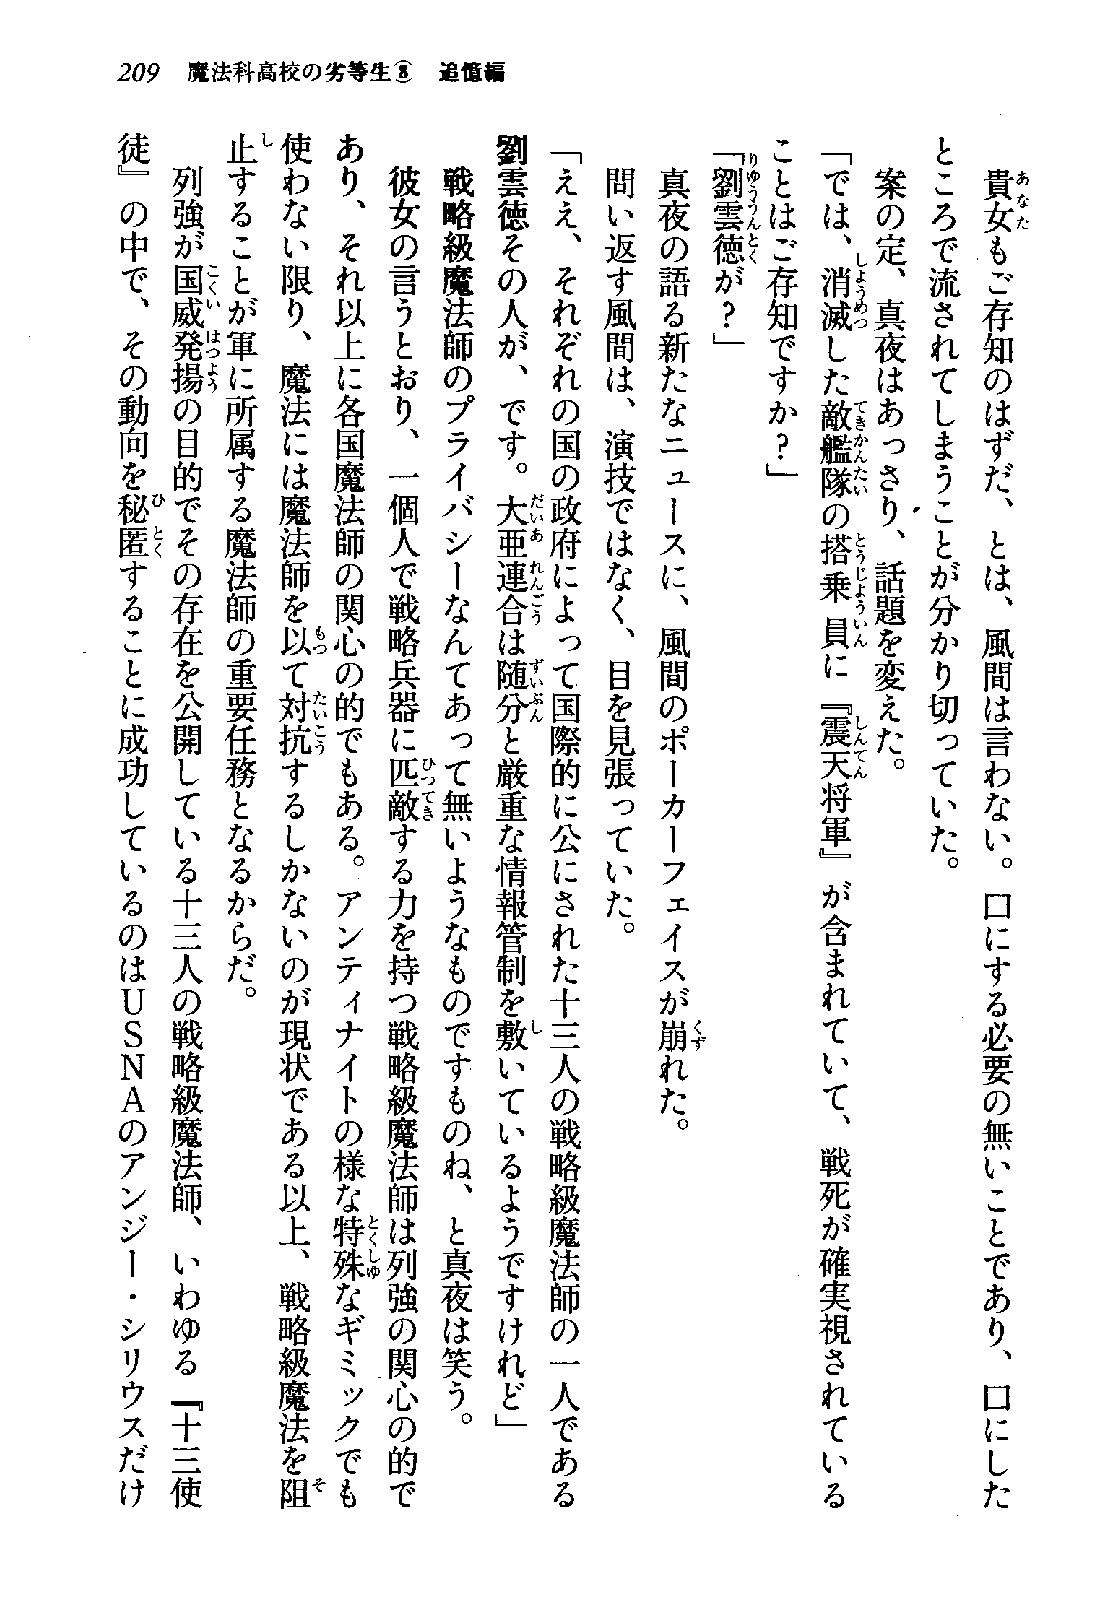 209　魔法科高校の劣等生⑧　追憶編
貴女もご存知のはずだ、とは、風間は言わない。口にする必要の無いことであり、口にした
ところで流されてしまうことが分かり切っていた。
案の定、真夜はあっさり、話題を変えた。
「では、消滅した敵艦隊の搭乗員に『震天将軍』が含まれていて、戦死が確実視されている
ことはご存知ですか？」
「劉雲徳が？」
真夜の語る新たなニュースに、風間のポーカーフェイスが崩れた。
問い返す風間は、演技ではなく、目を見張っていた。
「ええ、それぞれの国の政府によって国際的に公にされた十三人の戦略級魔法師の一人である
劉雲徳その人が、です。大亜連合は随分と厳重な情報管制を敷いているようですけれど」
戦略級魔法師のプライバシーなんてあって無いようなものですものね、と真夜は笑う。
彼女の言うとおり、一個人で戦略兵器に匹敵する力を持つ戦略級魔法師は列強の関心の的で
あり、それ以上に各国魔法師の関心の的でもある。アンティナイトの様な特殊なギミックでも
使わない限り、魔法には魔法師を以て対抗するしかないのが現状である以上、戦略級魔法を阻
止することが軍に所属する魔法師の重要任務となるからだ。
列強が国威発揚の目的でその存在を公開している十三人の戦略級魔法師、いわゆる『十三使
徒』の中で、その動向を秘匿することに成功しているのはＵＳＮＡのアンジー・シリウスだけ